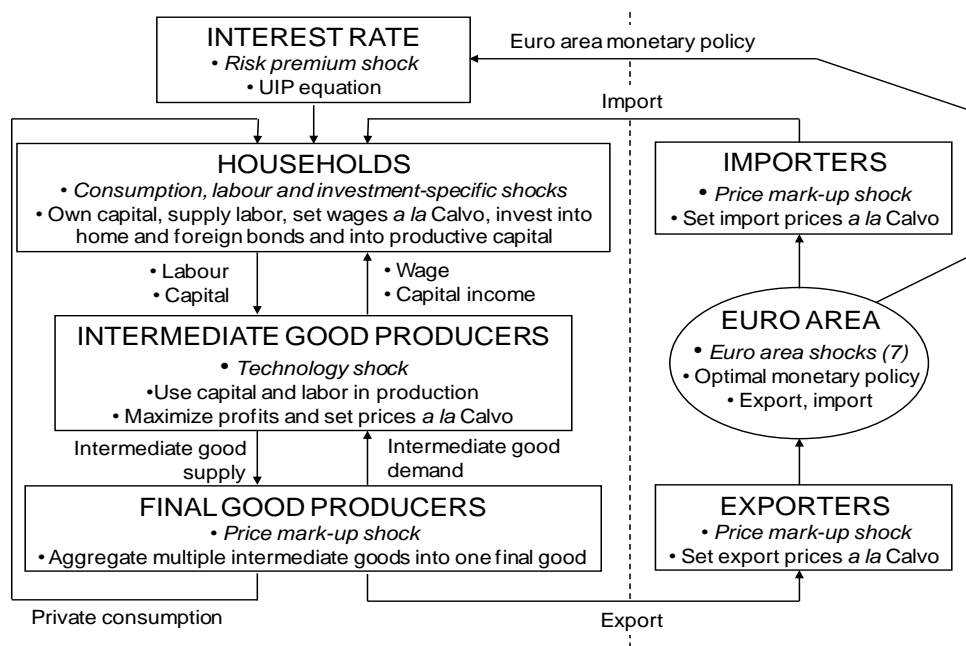 INTEREST RATE
• Risk premium shock
• UIP equation
Euro area monetary policy
Import
HOUSEHOLDS
• Consumption, labour and investment-specific shocks
• Own capital, supply labor, set wages a la Calvo, invest into
home and foreign bonds and into productive capital
IMPORTERS
• Price mark-up shock
• Set import prices a la Calvo
• Labour
• Capital
• Wage
• Capital income
INTERMEDIATE GOOD PRODUCERS
• Technology shock
•Use capital and labor in production
• Maximize profits and set prices a la Calvo
EURO AREA
• Euro area shocks (7)
• Optimal monetary policy
• Export, import
Intermediate good
supply
Intermediate good
demand
FINAL GOOD PRODUCERS
• Price mark-up shock
•Aggregate multiple intermediate goods into one final good
EXPORTERS
• Price mark-up shock
• Set export prices a la Calvo
Private consumption
Export